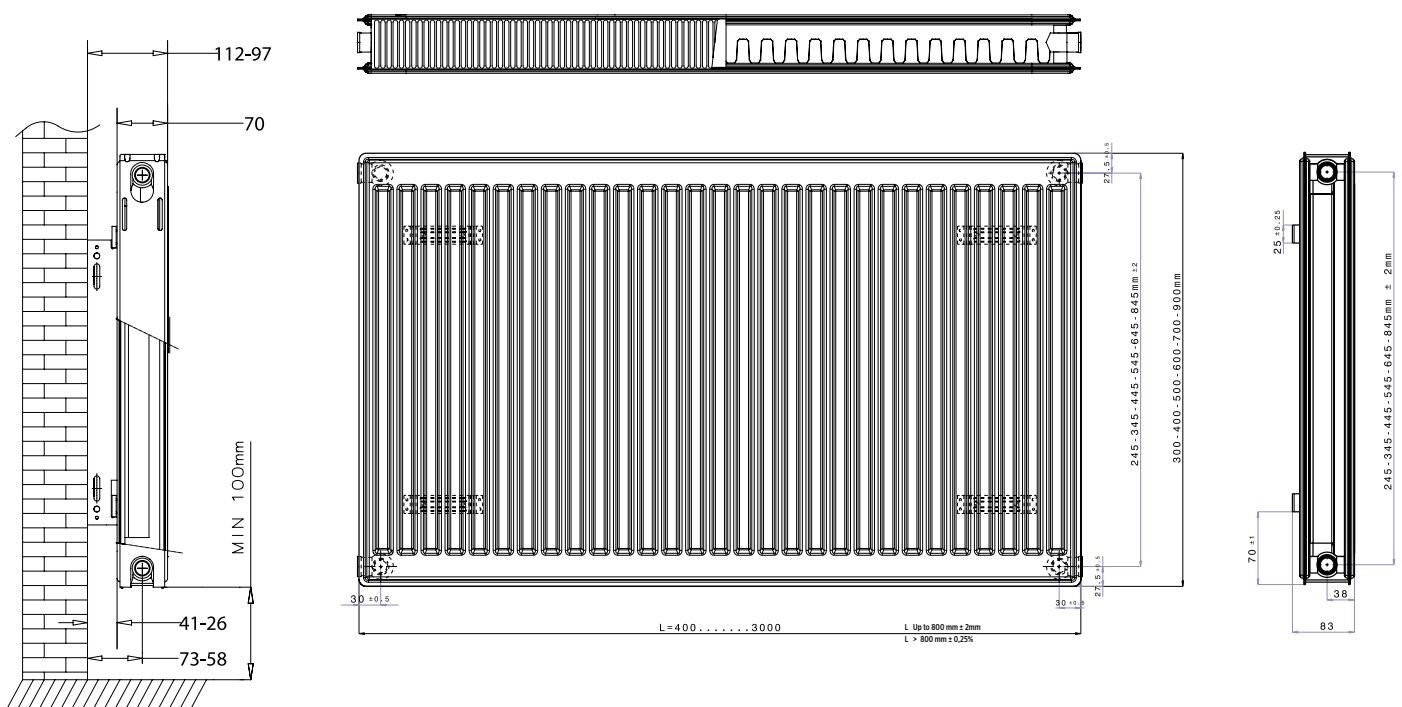 112-97
70
MIN 100mm
41-26
73-58
27.5 ±0.5
245-345-445-545-645-845mm ±2
300-400-500-600-700-900mm
27.5 ±0.5
30 ±0.5
30 ±0.5
L=400.......3000
L Up to 800 mm ± 2mm
L > 800 mm ± 0,25%
25 ±0.25
245-345-445-545-645-845mm ± 2mm
70 ±1
38
83